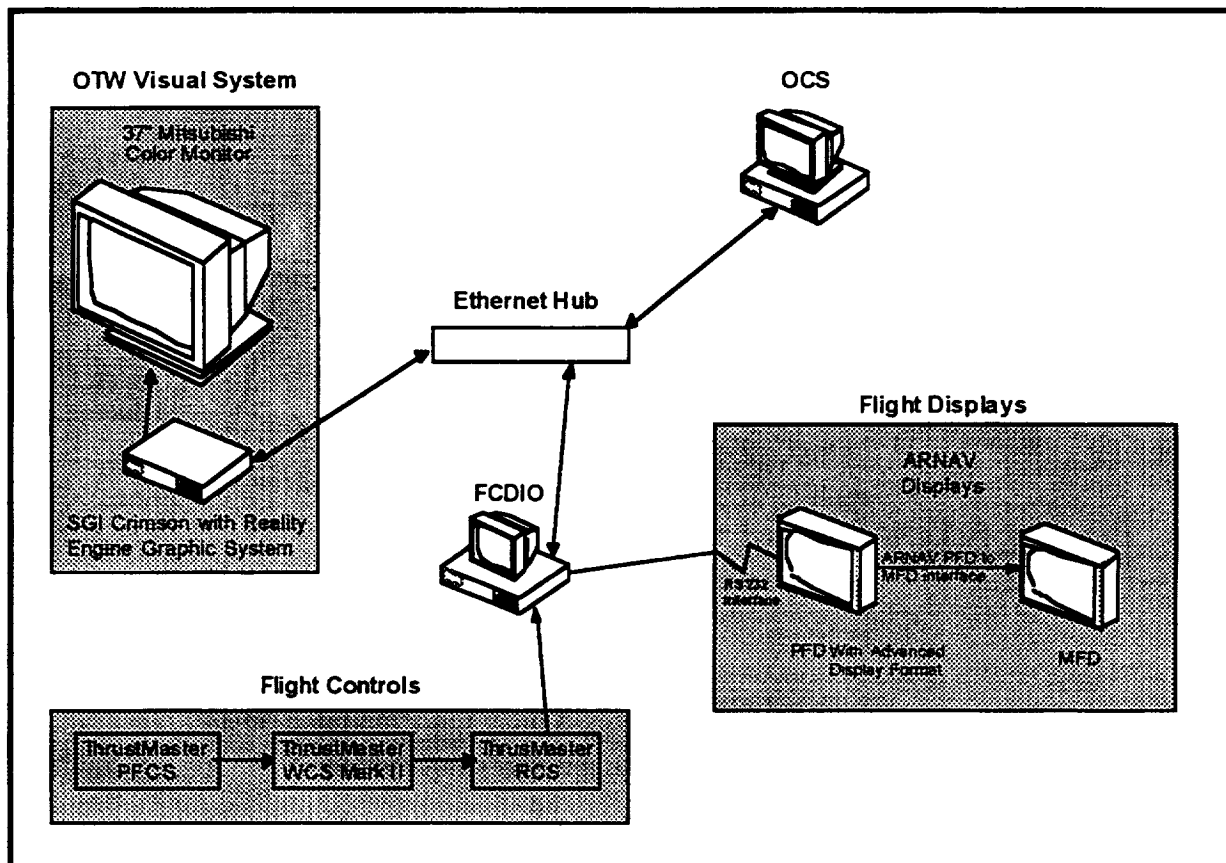 OTW Visual System
37" Mitsubishi
Color Monitor
SGI Crimson with Reality
Engine Graphic System
OCS
Ethernet Hub
FCDIO
Flight Displays
ARNAV
Displays
RS232
Interface
ARNAV PFD to
MFD interface
PFD With Advanced
Display Format
MFD
Flight Controls
ThrustMaster
PFCS
ThrustMaster
WCS Mark II
ThrustMaster
RCS